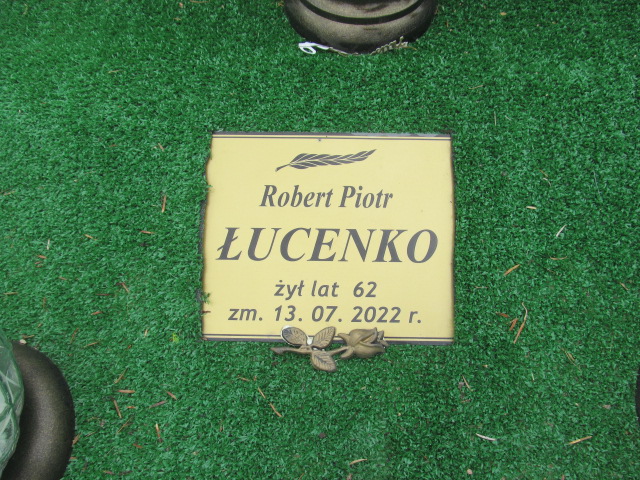 Robert Piotr
ŁUCENKO
żył lat 62
zm. 13. 07. 2022 r.